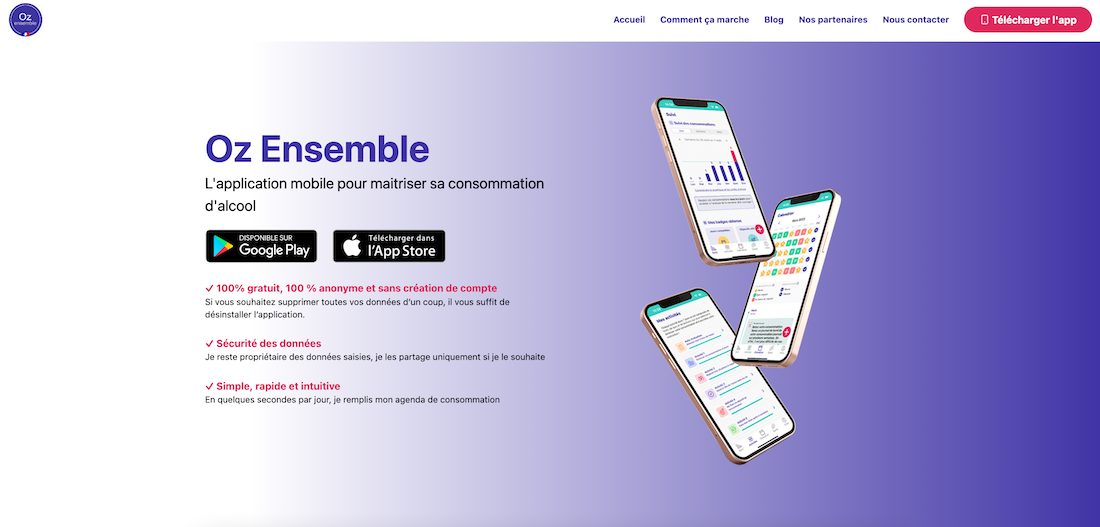 Oz
ensemble
Accueil
Comment ça marche
Blog
Nos partenaires
Nous contacter
Télécharger l'app
Oz Ensemble
L'application mobile pour maitriser sa consommation
d'alcool
DISPONIBLE SUR
Google Play
Télécharger dans
l'App Store
100% gratuit, 100 % anonyme et sans création de compte
Si vous souhaitez supprimer toutes vos données d'un coup, il vous suffit de
désinstaller l'application.
Sécurité des données
Je reste propriétaire des données saisies, je les partage uniquement si je le souhaite
Simple, rapide et intuitive
En quelques secondes par jour, je remplis mon agenda de consommation
Suivi
Calendrier
Mes activités